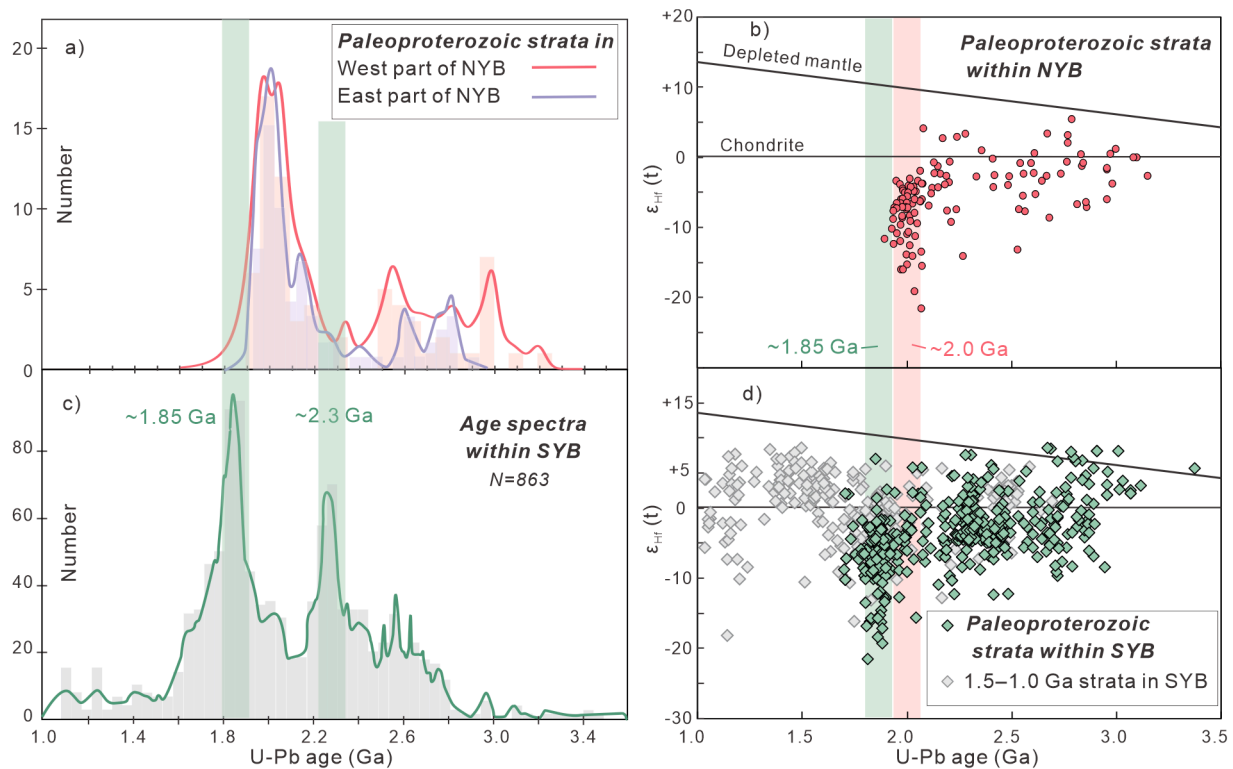 a)
Paleoproterozoic strata in
West part of NYB
East part of NYB
20
15
10
5
0
Number
b)
Paleoproterozoic strata
within NYB
Depleted mantle
Chondrite
+20
+10
0
-10
-20
εHf (t)
~1.85 Ga
~2.0 Ga
c)
~1.85 Ga
~2.3 Ga
Age spectra
within SYB
N=863
80
60
40
20
0
Number
1.0
1.4
1.8
2.2
2.6
3.0
3.4
U-Pb age (Ga)
d)
+15
+5
0
-10
-20
-30
εHf (t)
Paleoproterozoic
strata within SYB
1.5–1.0 Ga strata in SYB
1.0
1.5
2.0
2.5
3.0
3.5
U-Pb age (Ga)